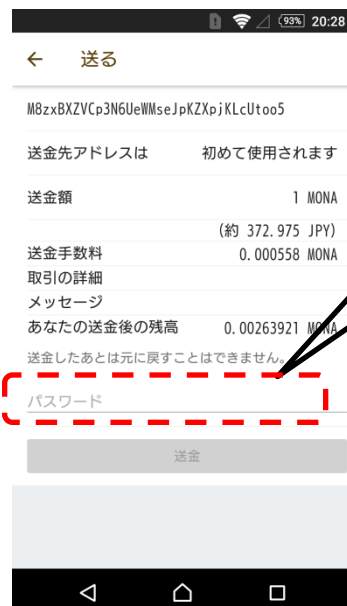 93% 20:28
← 送る
M8zxBXZVCp3N6UeWMseJpKZXpjKLcUtoo5
送金先アドレスは 初めて使用されます
送金額 1 MONA
(約 372.975 JPY)
送金手数料 0.000558 MONA
取引の詳細
メッセージ
あなたの送金後の残高 0.00263921 MONA
送金したあとは元に戻すことはできません。
パスワード
送金